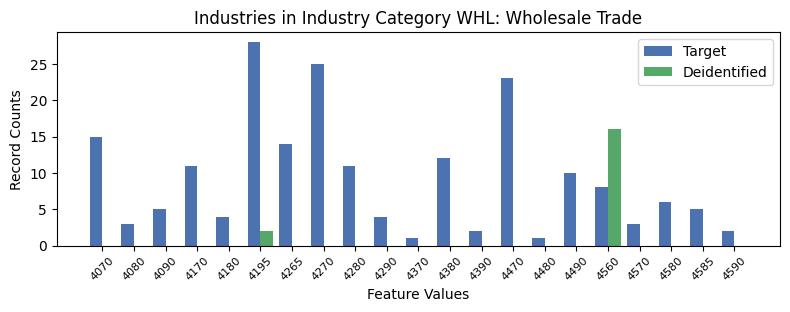 Industries in Industry Category WHL: Wholesale Trade
Target
Deidentified
Record Counts
25
20
15
10
5
0
4070 4080 4090 4170 4180 4195 4265 4270 4280 4290 4370 4380 4390 4470 4480 4490 4560 4570 4580 4585 4590
Feature Values